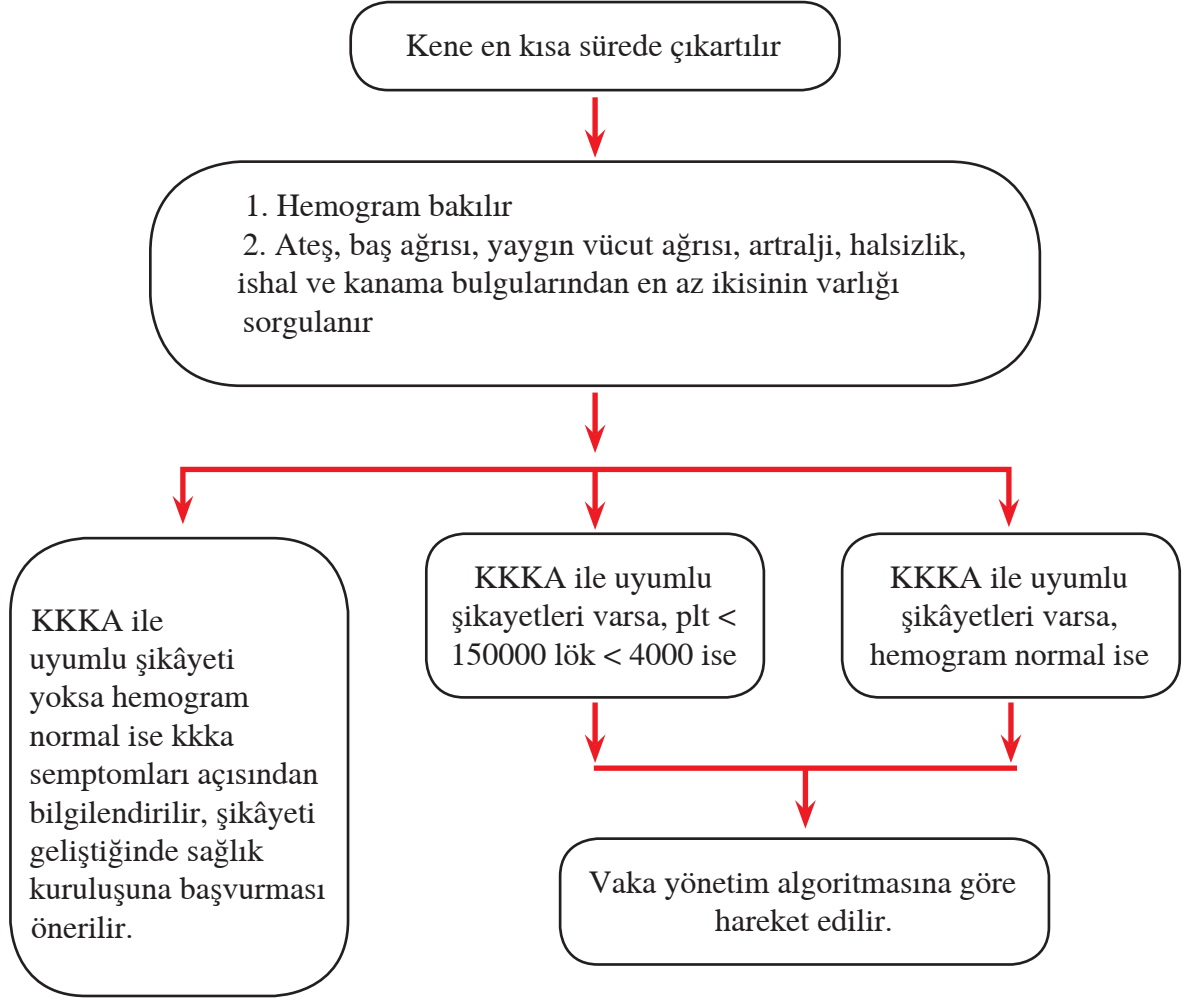 Kene en kısa sürede çıkartılır
1. Hemogram bakılır
2. Ateş, baş ağrısı, yaygın vücut ağrısı, artralji, halsizlik,
ishal ve kanama bulgularından en az ikisinin varlığı
sorgulanır
KKKA ile
uyumlu şikâyeti
yoksa hemogram
normal ise kkka
semptomları açısından
bilgilendirilir, şikâyeti
geliştiğinde sağlık
kuruluşuna başvurması
önerilir.
KKKA ile uyumlu
şikayetleri varsa, plt <
150000 lök < 4000 ise
KKKA ile uyumlu
şikâyetleri varsa,
hemogram normal ise
Vaka yönetim algoritmasına göre
hareket edilir.